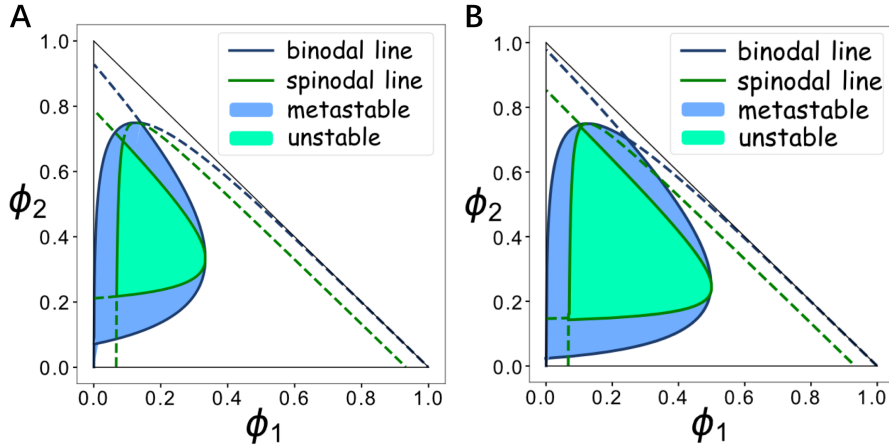 A
1.0
0.8
0.6
0.4
0.2
0.0
ϕ2
0.0 0.2 0.4 0.6 0.8 1.0
ϕ1
binodal line
spinodal line
metastable
unstable
B
1.0
0.8
0.6
0.4
0.2
0.0
ϕ2
0.0 0.2 0.4 0.6 0.8 1.0
ϕ1
binodal line
spinodal line
metastable
unstable